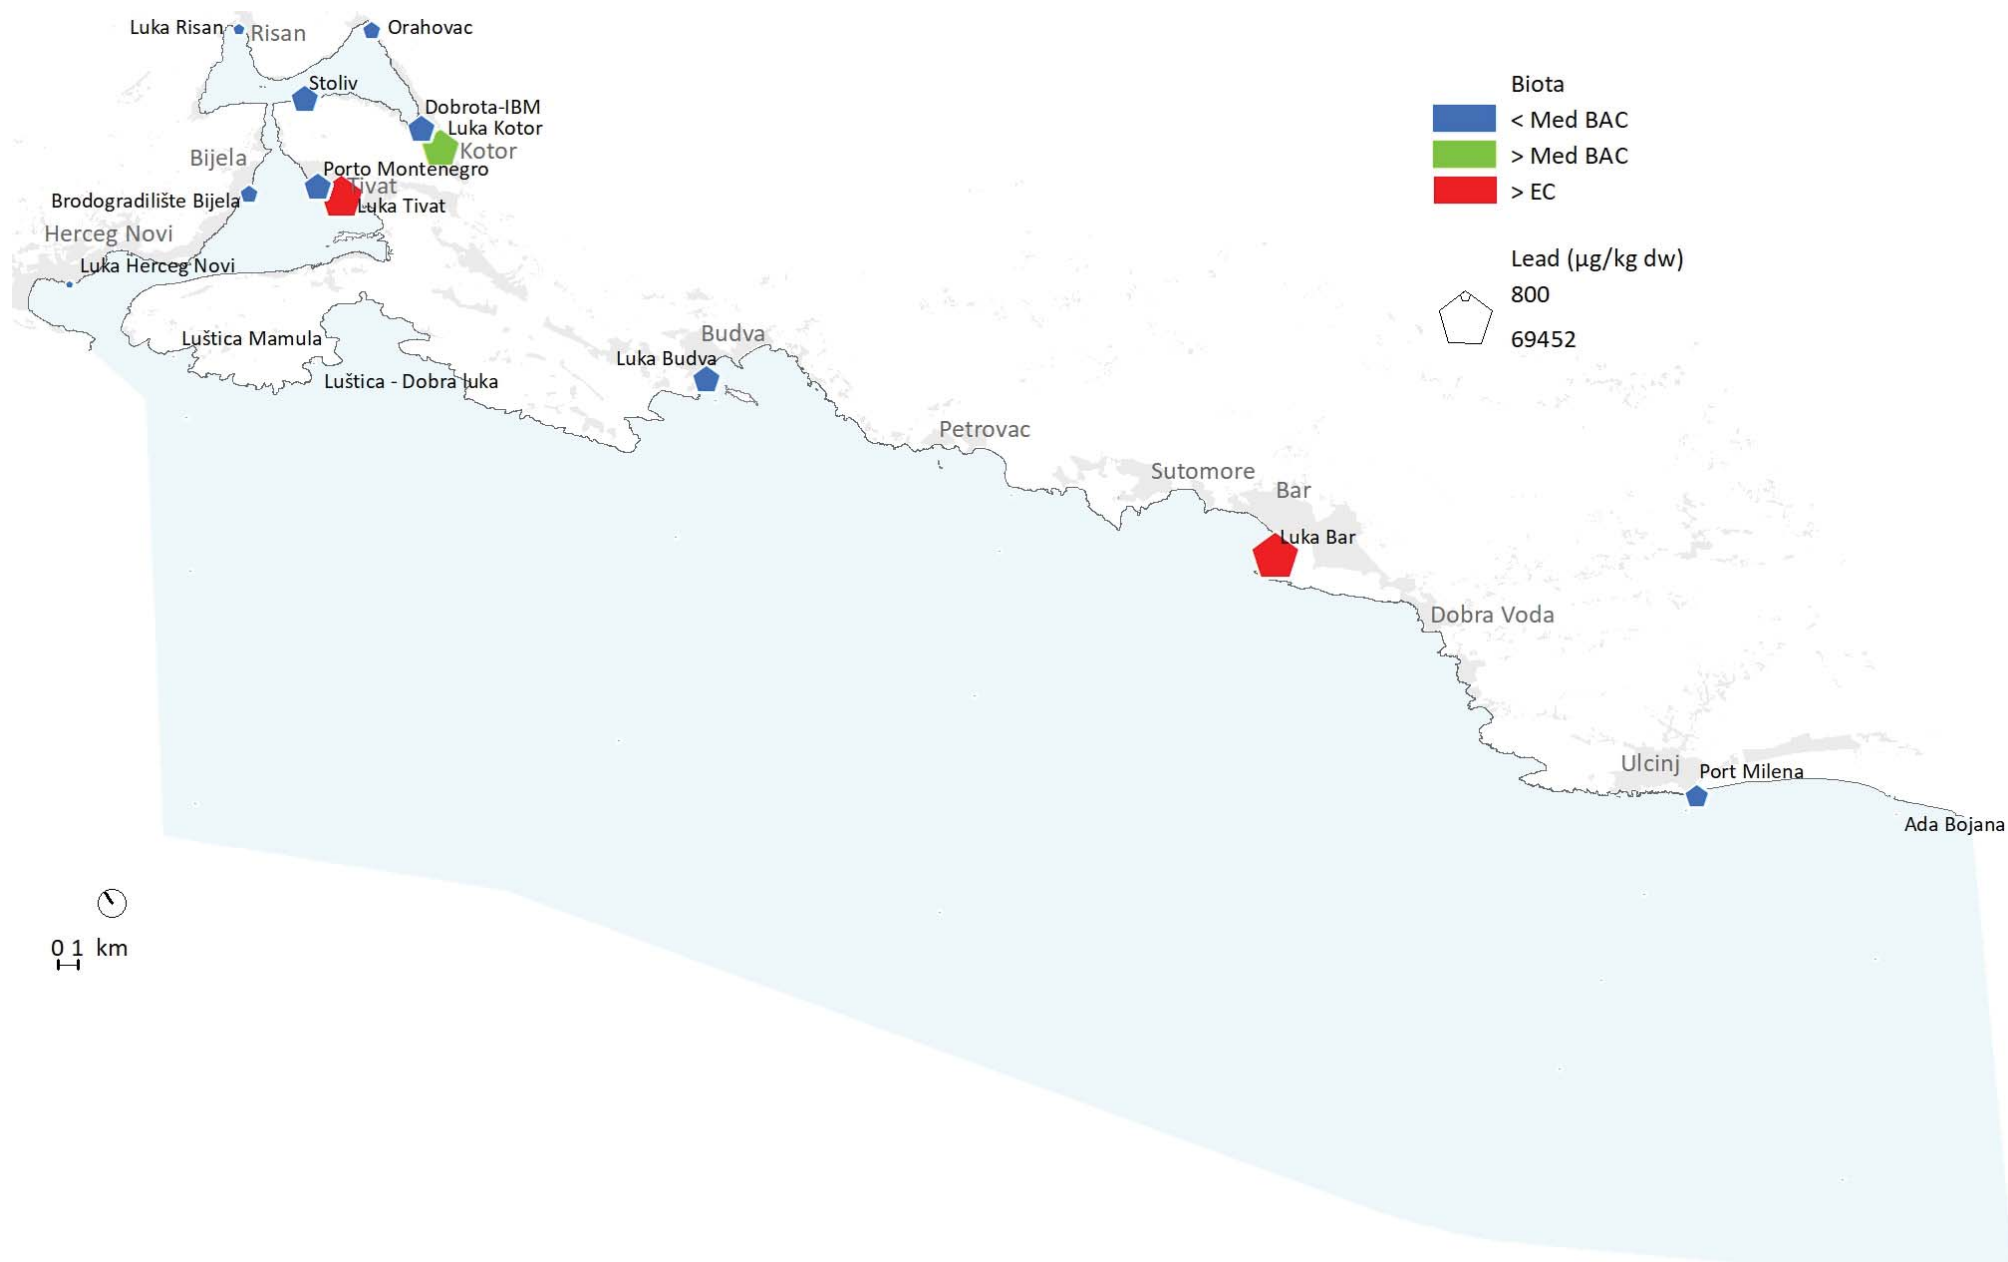 Luka Risan
Risan
Orahovac
Stoliv
Dobrota-IBM
Luka Kotor
Kotor
Bijela
Porto Montenegro
Tivat
Brodogradilište Bijela
Luka Tivat
Herceg Novi
Luka Herceg Novi
Luštica Mamula
Luštica - Dobra luka
Budva
Luka Budva
Petrovac
Sutomore
Bar
Luka Bar
Dobra Voda
Ulcinj
Port Milena
Ada Bojana
Biota
< Med BAC
> Med BAC
> EC
Lead (µg/kg dw)
800
69452
0 1 km